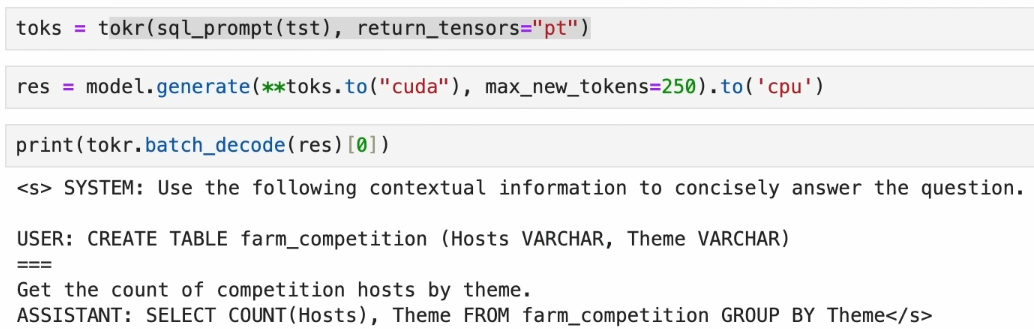 toks = tokr(sql_prompt(tst), return_tensors="pt")
res = model.generate(**toks.to("cuda"), max_new_tokens=250).to('cpu')
print(tokr.batch_decode(res)[0])
<s> SYSTEM: Use the following contextual information to concisely answer the question.
USER: CREATE TABLE farm_competition (Hosts VARCHAR, Theme VARCHAR)
===
Get the count of competition hosts by theme.
ASSISTANT: SELECT COUNT(Hosts), Theme FROM farm_competition GROUP BY Theme</s>